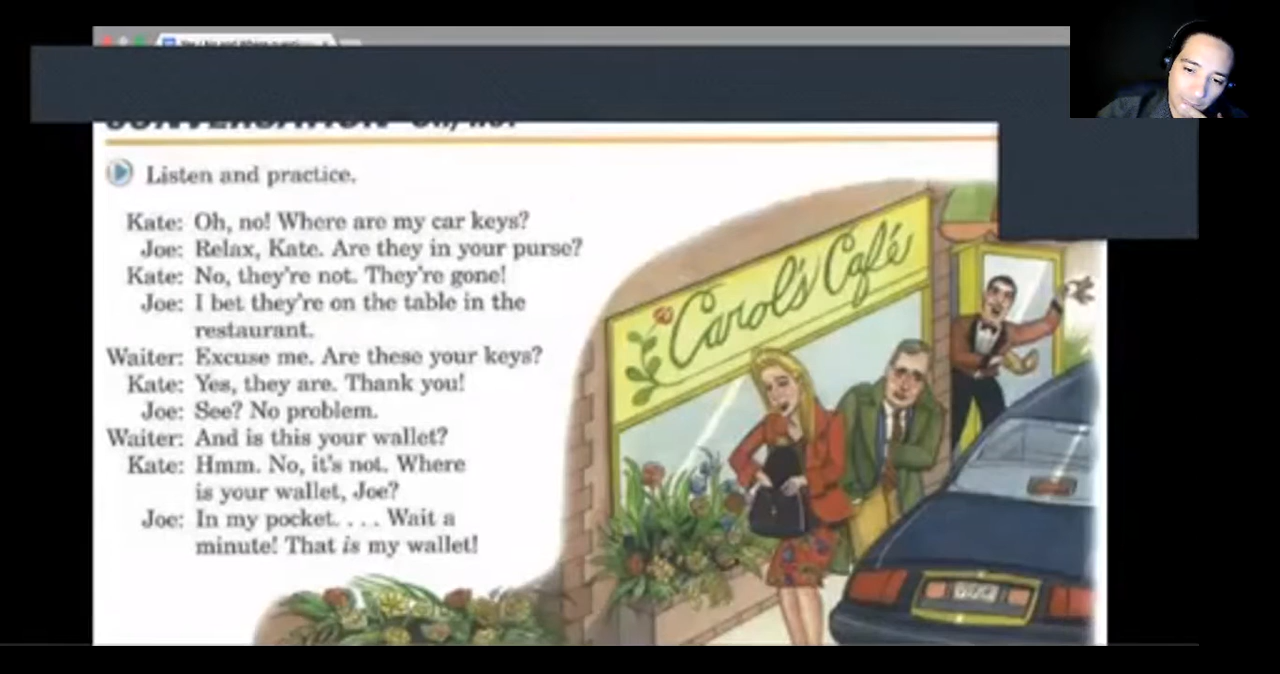 Listen and practice.
Kate: Oh, no! Where are my car keys?
Joe: Relax, Kate. Are they in your purse?
Kate: No, they're not. They're gone!
Joe: I bet they're on the table in the
restaurant.
Waiter: Excuse me. Are these your keys?
Kate: Yes, they are. Thank you!
Joe: See? No problem.
Waiter: And is this your wallet?
Kate: Hmm. No, it's not. Where
is your wallet, Joe?
Joe: In my pocket. . . . Wait a
minute! That is my wallet!
Carol's Café